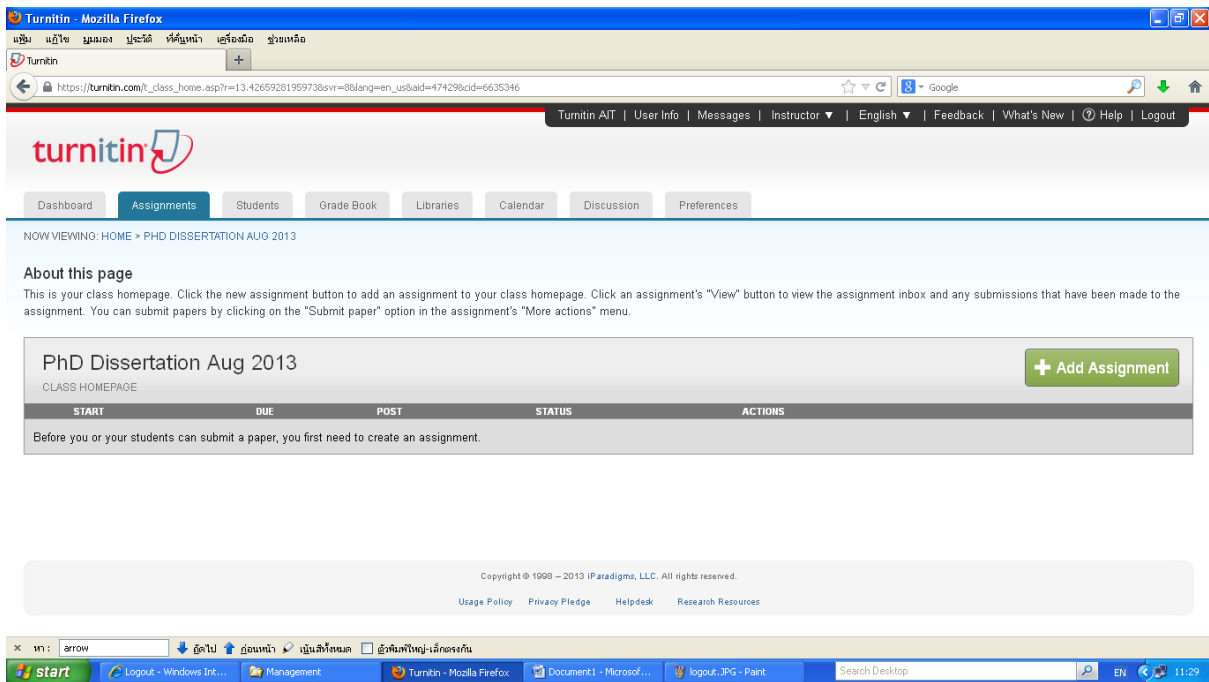 Turnitin - Mozilla Firefox
แฟ้ม แก้ไข มุมมอง ประวัติ ที่คั่นหน้า เครื่องมือ ช่วยเหลือ
Turnitin
https://turnitin.com/t_class_home.asp?r=13.4265928195973&svr=8&lang=en_us&aid=47429&cid=6635346 Google
Turnitin AIT | User Info | Messages | Instructor ▼ | English ▼ | Feedback | What's New | ? Help | Logout
turnitin
Dashboard Assignments Students Grade Book Libraries Calendar Discussion Preferences
NOW VIEWING: HOME > PHD DISSERTATION AUG 2013
About this page
This is your class homepage. Click the new assignment button to add an assignment to your class homepage. Click an assignment's "View" button to view the assignment inbox and any submissions that have been made to the
assignment. You can submit papers by clicking on the "Submit paper" option in the assignment's "More actions" menu.
PhD Dissertation Aug 2013
+ Add Assignment
CLASS HOMEPAGE
START DUE POST STATUS ACTIONS
Before you or your students can submit a paper, you first need to create an assignment.
Copyright © 1998 – 2013 iParadigms, LLC. All rights reserved.
Usage Policy Privacy Pledge Helpdesk Research Resources
× หา: arrow ถัดไป ก่อนหน้า เน้นสีทั้งหมด ตัวพิมพ์ใหญ่-เล็กตรงกัน
start Logout - Windows Int... Management Turnitin - Mozilla Firefox Document1 - Microsof... logout.JPG - Paint Search Desktop EN 11:29